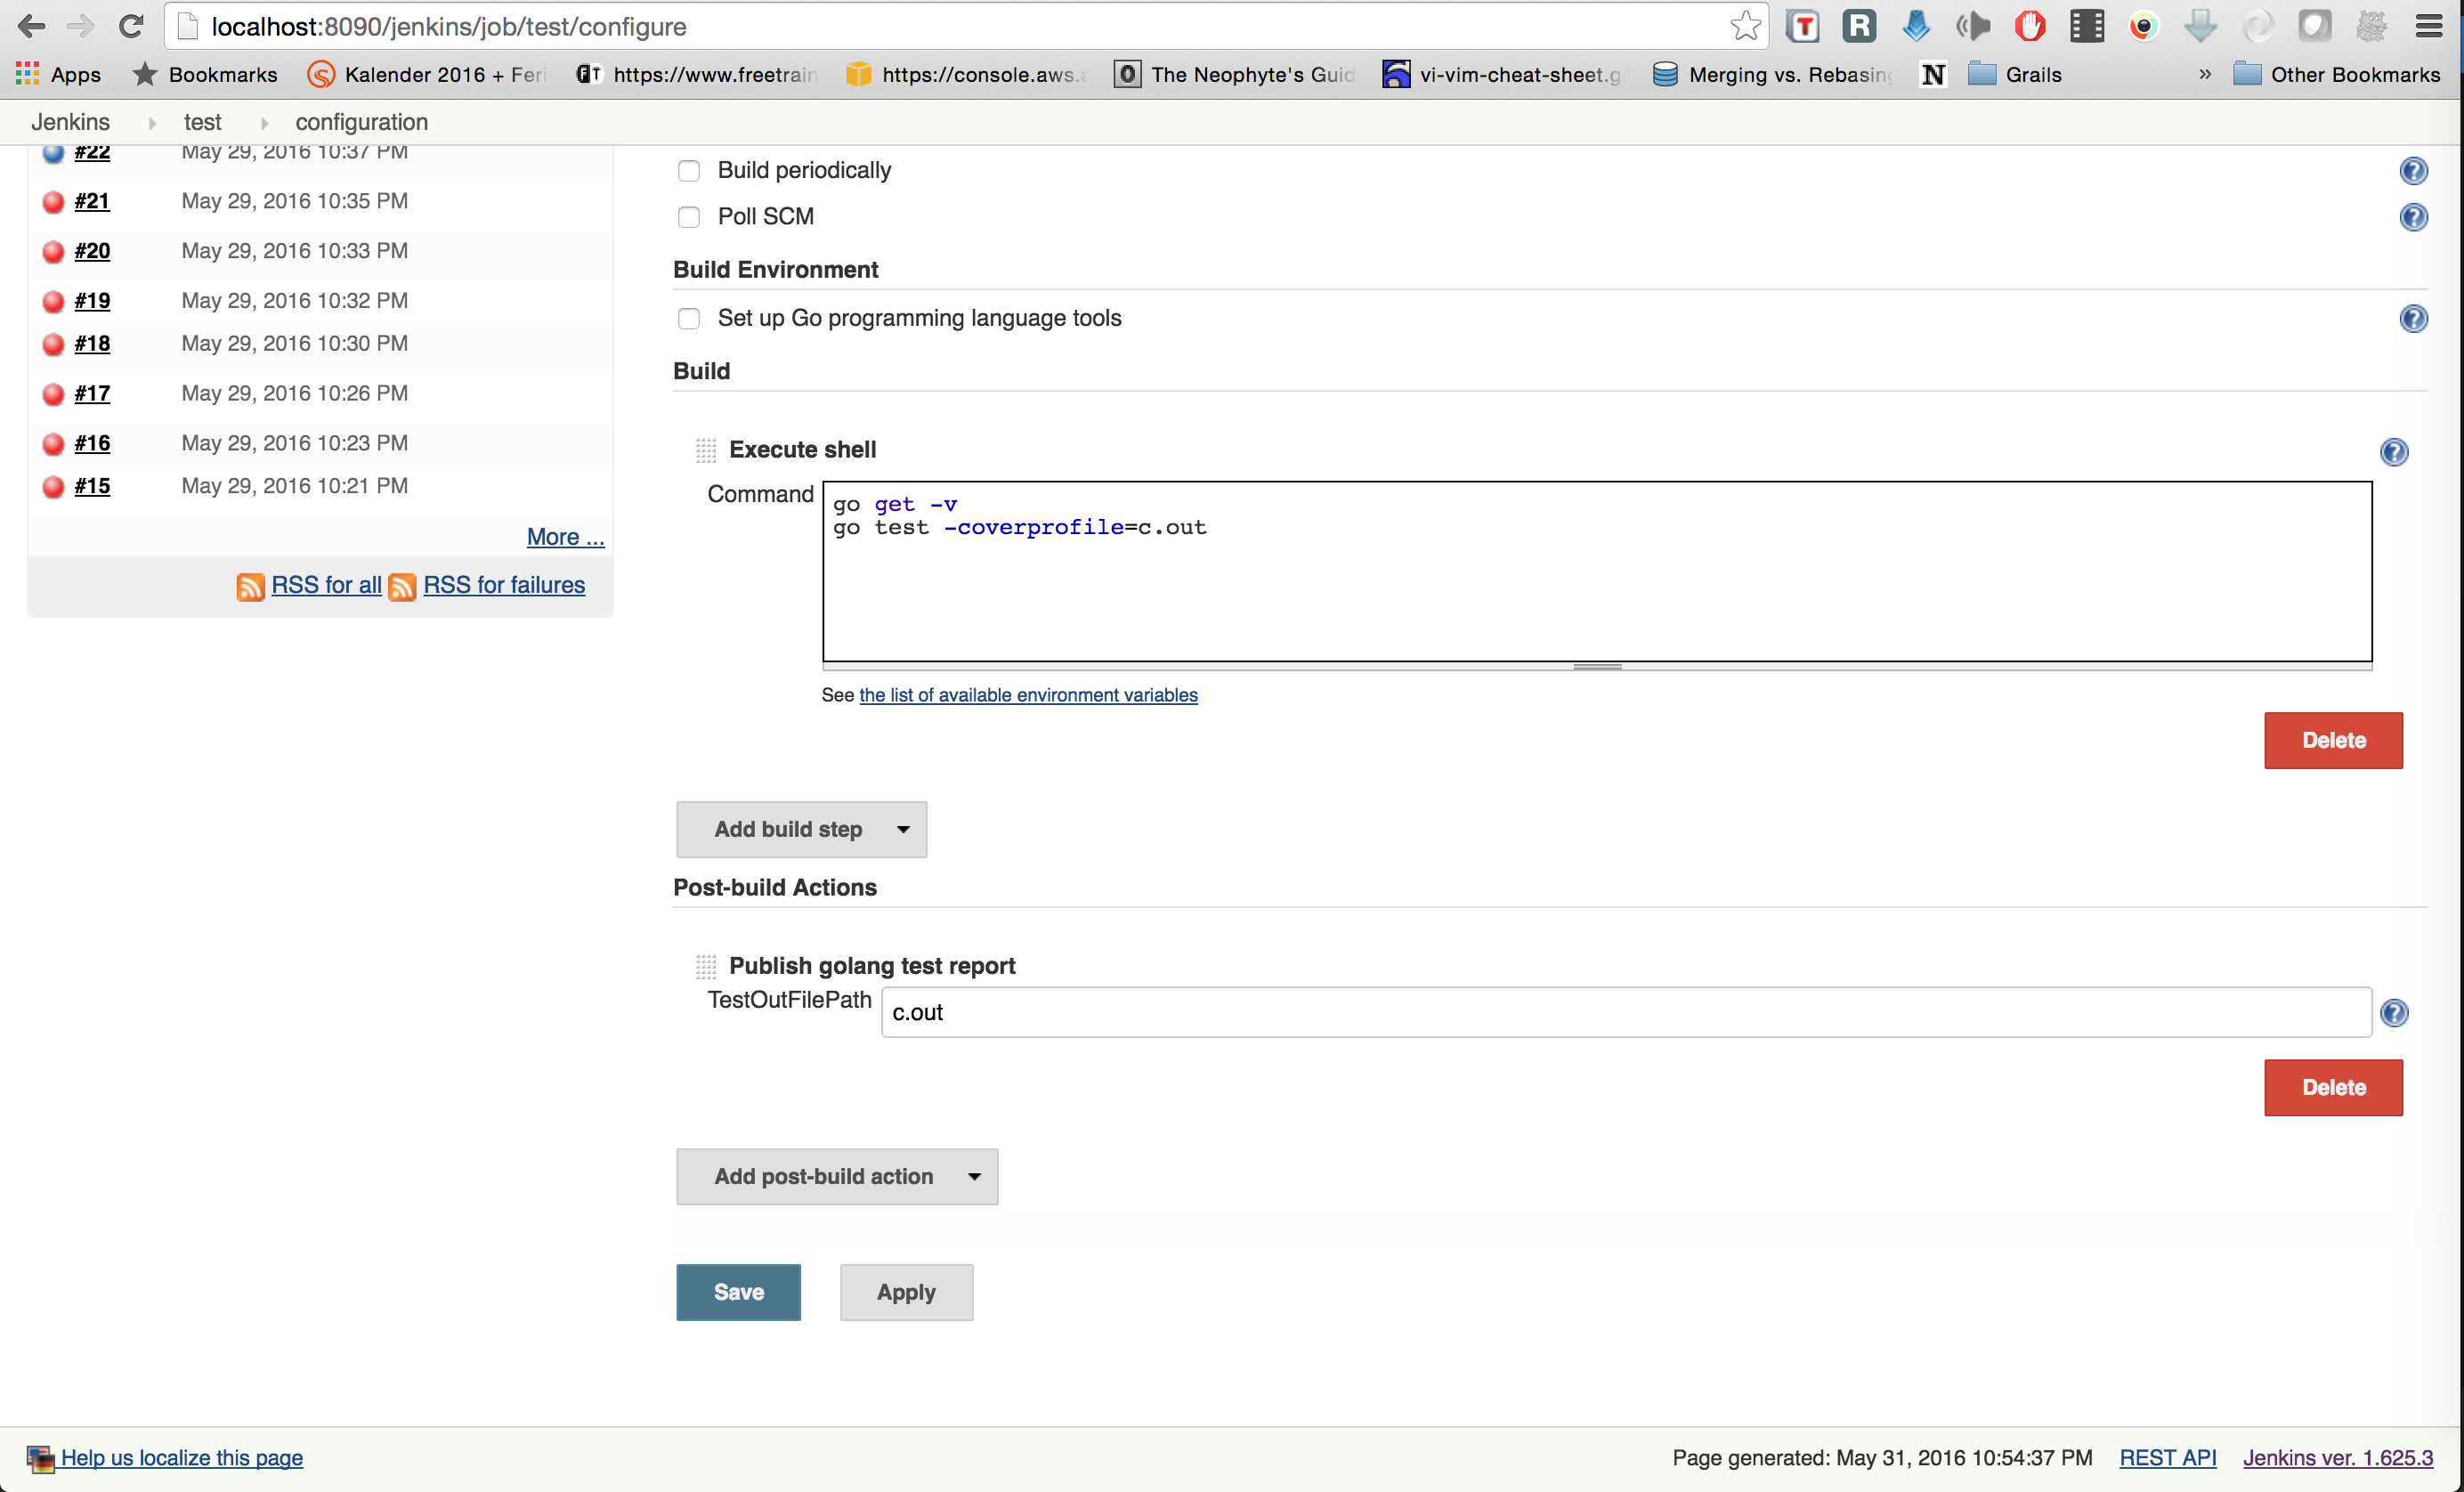 localhost:8090/jenkins/job/test/configure
T
R
Apps
Bookmarks
Kalender 2016 + Feri
FT
https://www.freetrain
https://console.aws.a
O
The Neophyte's Guid
vi-vim-cheat-sheet.g
Merging vs. Rebasing
N
Grails
»
Other Bookmarks
Jenkins
test
configuration
#22 May 29, 2016 10:37 PM
#21 May 29, 2016 10:35 PM
#20 May 29, 2016 10:33 PM
#19 May 29, 2016 10:32 PM
#18 May 29, 2016 10:30 PM
#17 May 29, 2016 10:26 PM
#16 May 29, 2016 10:23 PM
#15 May 29, 2016 10:21 PM
More ...
RSS for all RSS for failures
Build periodically
?
Poll SCM
?
Build Environment
Set up Go programming language tools
?
Build
Execute shell
?
Command
go get -v
go test -coverprofile=c.out
See the list of available environment variables
Delete
Add build step
Post-build Actions
Publish golang test report
TestOutFilePath
c.out
?
Delete
Add post-build action
Save
Apply
Help us localize this page
Page generated: May 31, 2016 10:54:37 PM
REST API
Jenkins ver. 1.625.3